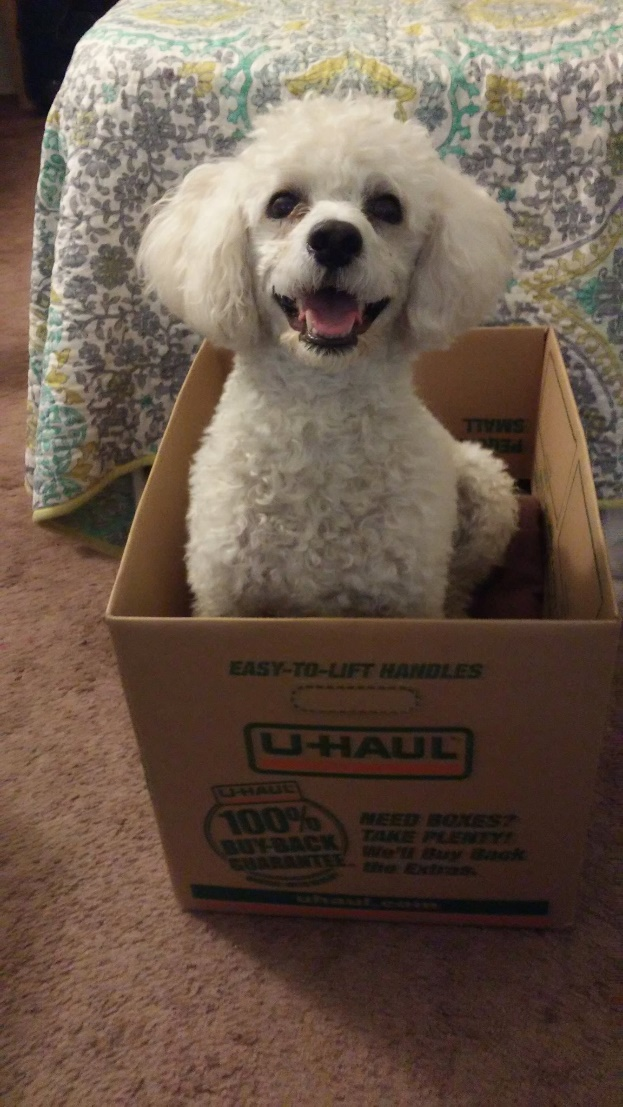 SMALL
EASY-TO-LIFT HANDLES
U-HAUL
U-HAUL
100%
BUY-BACK
GUARANTEE
NEED BOXES?
TAKE PLENTY!
We'll Buy Back
the Extras.
uhaul.com